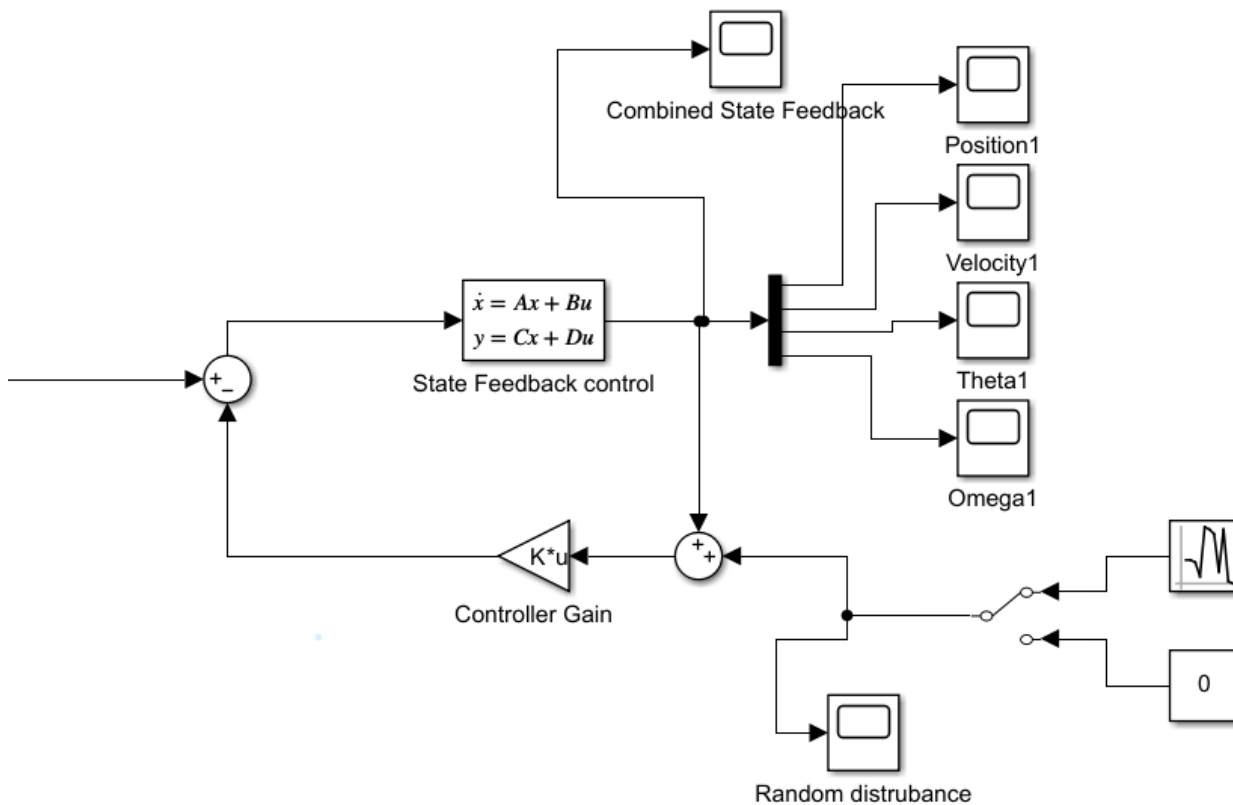 Combined State Feedback
Position1
Velocity1
ẋ = Ax + Bu
y = Cx + Du
State Feedback control
+
−
Theta1
Omega1
+
+
K*u
Controller Gain
0
Random distrubance